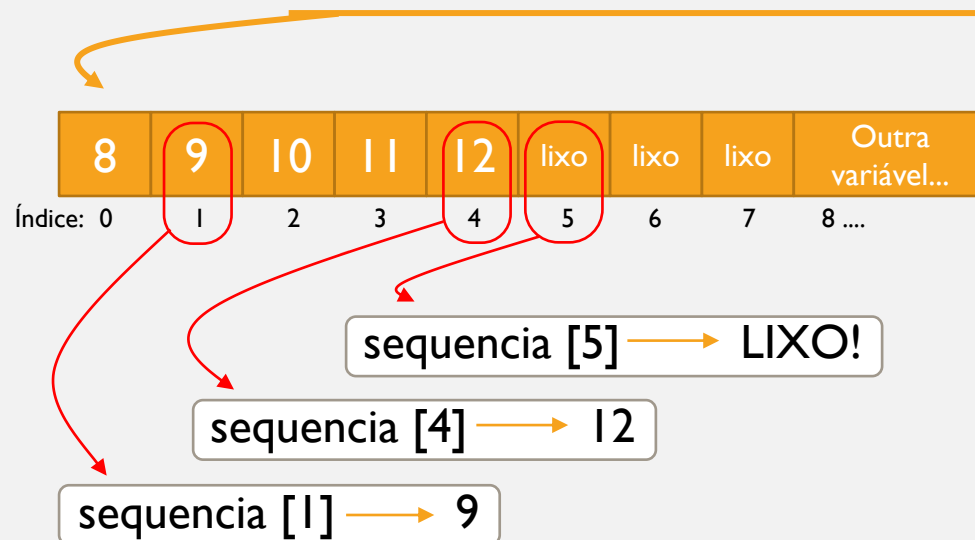 8 9 10 11 12 lixo lixo lixo Outra variável...
Índice: 0 1 2 3 4 5 6 7 8 ....
sequencia [5] LIXO!
sequencia [4] 12
sequencia [1] 9